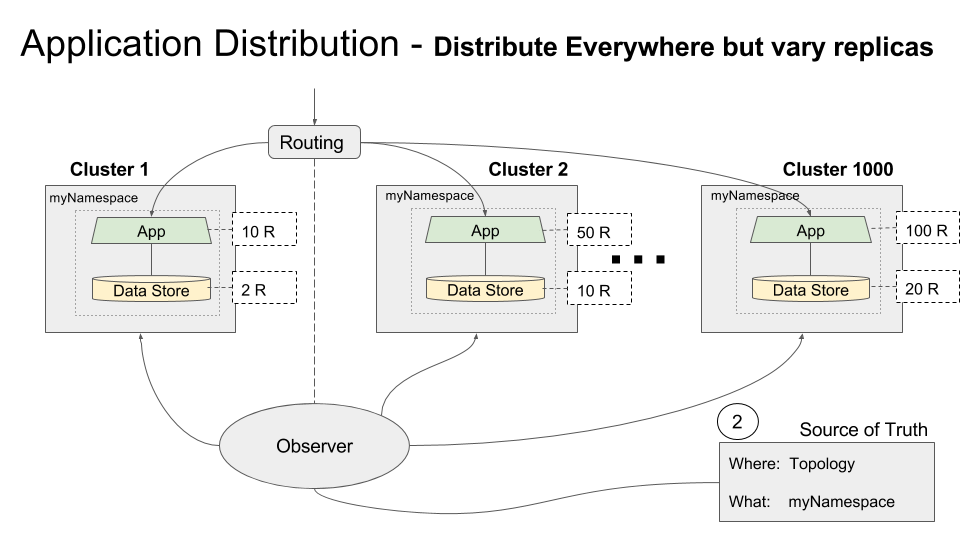 Application Distribution - Distribute Everywhere but vary replicas
Routing
Cluster 1
myNamespace
App
10 R
Data Store
2 R
Cluster 2
myNamespace
App
50 R
Data Store
10 R
Cluster 1000
myNamespace
App
100 R
Data Store
20 R
Observer
2
Source of Truth
Where: Topology
What: myNamespace